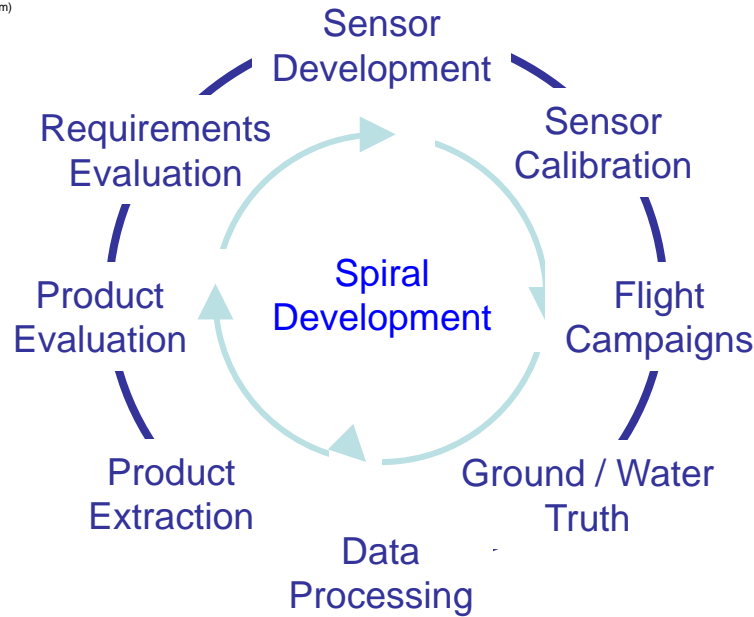 m)
Sensor
Development
Sensor
Calibration
Flight
Campaigns
Ground / Water
Truth
Data
Processing
Product
Extraction
Product
Evaluation
Requirements
Evaluation
Spiral
Development